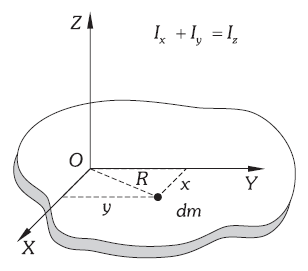 Z
I_x + I_y = I_z
O
R
x
Y
y
dm
X